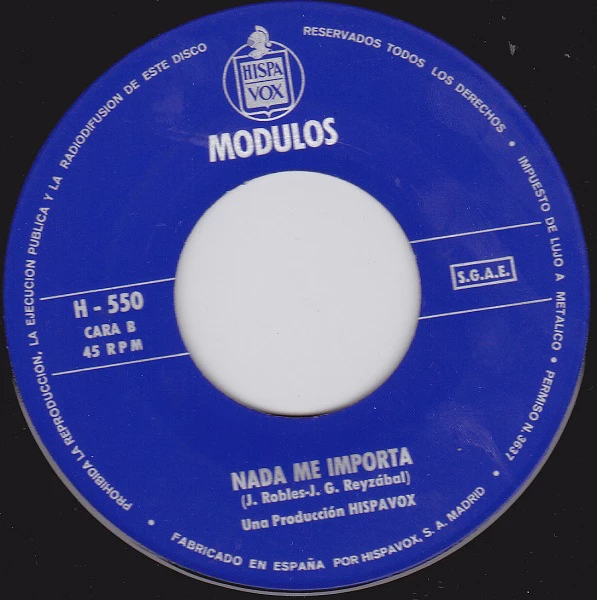 HISPA
VOX
MODULOS
H - 550
CARA B
45 RPM
S.G.A.E.
NADA ME IMPORTA
(J. Robles-J. G. Reyzábal)
Una Producción HISPAVOX
PROHIBIDA LA REPRODUCCION, LA EJECUCION PUBLICA Y LA RADIODIFUSION DE ESTE DISCO
RESERVADOS TODOS LOS DERECHOS • IMPUESTO DE LUJO A METALICO • PERMISO N. 3637
• FABRICADO EN ESPAÑA POR HISPAVOX, S. A. MADRID •